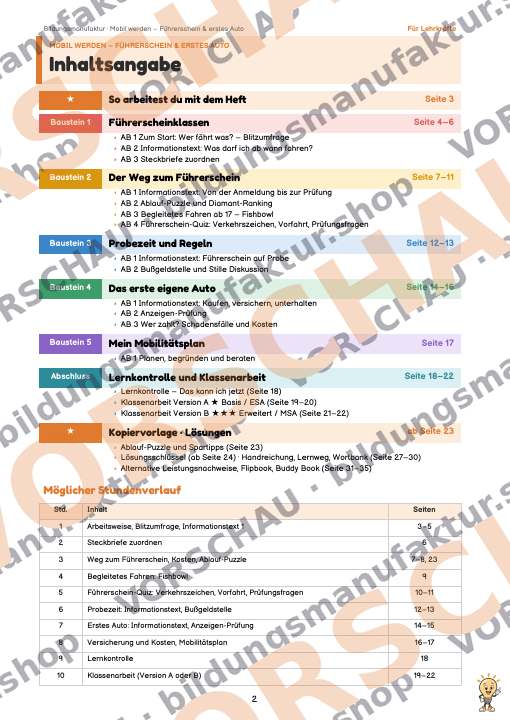 Bildungsmanufaktur · Mobil werden – Führerschein & erstes Auto
Für Lehrkräfte
MOBIL WERDEN – FÜHRERSCHEIN & ERSTES AUTO
Inhaltsangabe
★ So arbeitest du mit dem Heft Seite 3
Baustein 1 Führerscheinklassen Seite 4–6
› AB 1 Zum Start: Wer fährt was? – Blitzumfrage
› AB 2 Informationstext: Was darf ich ab wann fahren?
› AB 3 Steckbriefe zuordnen
Baustein 2 Der Weg zum Führerschein Seite 7–11
› AB 1 Informationstext: Von der Anmeldung bis zur Prüfung
› AB 2 Ablauf-Puzzle und Diamant-Ranking
› AB 3 Begleitetes Fahren ab 17 – Fishbowl
› AB 4 Führerschein-Quiz: Verkehrszeichen, Vorfahrt, Prüfungsfragen
Baustein 3 Probezeit und Regeln Seite 12–13
› AB 1 Informationstext: Führerschein auf Probe
› AB 2 Bußgeldstelle und Stille Diskussion
Baustein 4 Das erste eigene Auto Seite 14–16
› AB 1 Informationstext: Kaufen, versichern, unterhalten
› AB 2 Anzeigen-Prüfung
› AB 3 Wer zahlt? Schadensfälle und Kosten
Baustein 5 Mein Mobilitätsplan Seite 17
› AB 1 Planen, begründen und beraten
Abschluss Lernkontrolle und Klassenarbeit Seite 18–22
› Lernkontrolle – Das kann ich jetzt (Seite 18)
› Klassenarbeit Version A ★ Basis / ESA (Seite 19–20)
› Klassenarbeit Version B ★★★ Erweitert / MSA (Seite 21–22)
★ Kopiervorlage · Lösungen ab Seite 23
› Ablauf-Puzzle und Spartipps (Seite 23)
› Lösungsschlüssel (ab Seite 24) · Handreichung, Lernweg, Wortbank (Seite 27–30)
› Alternative Leistungsnachweise, Flipbook, Buddy Book (Seite 31–35)
Möglicher Stundenverlauf
Std. Inhalt Seiten
1 Arbeitsweise, Blitzumfrage, Informationstext 1 3–5
2 Steckbriefe zuordnen 6
3 Weg zum Führerschein, Kosten, Ablauf-Puzzle 7–8, 23
4 Begleitetes Fahren: Fishbowl 9
5 Führerschein-Quiz: Verkehrszeichen, Vorfahrt, Prüfungsfragen 10–11
6 Probezeit: Informationstext, Bußgeldstelle 12–13
7 Erstes Auto: Informationstext, Anzeigen-Prüfung 14–15
8 Versicherung und Kosten, Mobilitätsplan 16–17
9 Lernkontrolle 18
10 Klassenarbeit (Version A oder B) 19–22
2
VORSCHAU · bildungsmanufaktur.shop
VORSCHAU